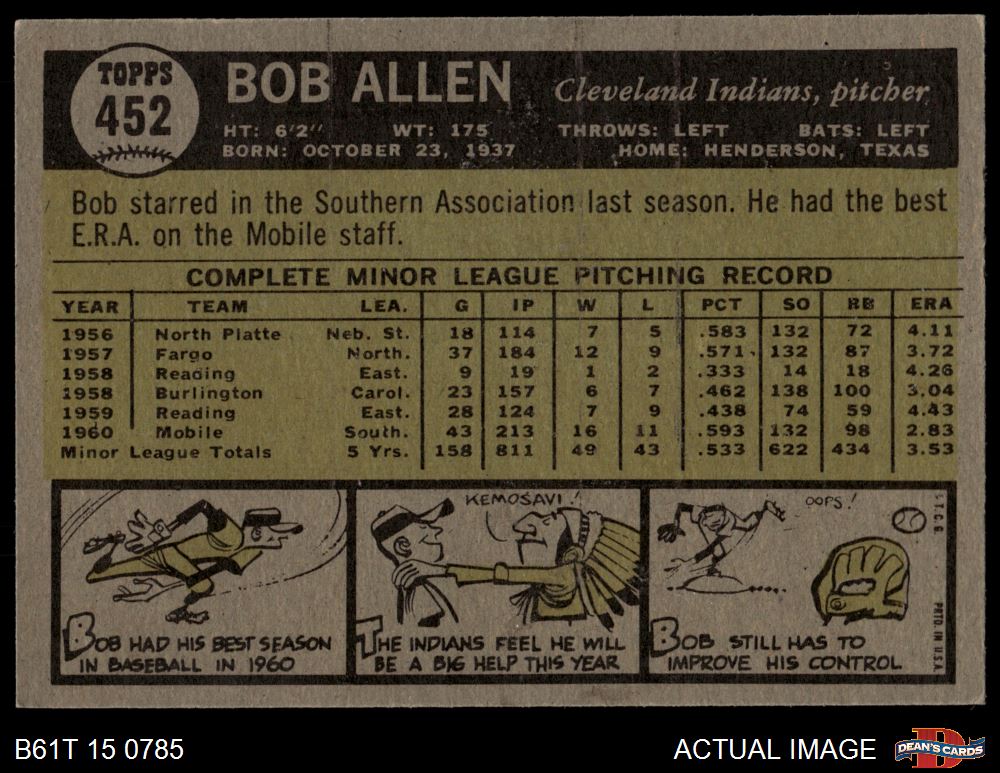 TOPPS
452
BOB ALLEN
Cleveland Indians, pitcher
HT: 6'2" WT: 175 THROWS: LEFT BATS: LEFT
BORN: OCTOBER 23, 1937 HOME: HENDERSON, TEXAS
Bob starred in the Southern Association last season. He had the best
E.R.A. on the Mobile staff.
COMPLETE MINOR LEAGUE PITCHING RECORD
YEAR TEAM LEA. G IP W L PCT SO BB ERA
1956 North Platte Neb. St. 18 114 7 5 .583 132 72 4.11
1957 Fargo North. 37 184 12 9 .571 132 87 3.72
1958 Reading East. 9 19 1 2 .333 14 18 4.26
1958 Burlington Carol. 23 157 6 7 .462 138 100 3.04
1959 Reading East. 28 124 7 9 .438 74 59 4.43
1960 Mobile South. 43 213 16 11 .593 132 98 2.83
Minor League Totals 5 Yrs. 158 811 49 43 .533 622 434 3.53
KEMOSAVI!
OOPS!
BOB HAD HIS BEST SEASON
IN BASEBALL IN 1960
THE INDIANS FEEL HE WILL
BE A BIG HELP THIS YEAR
BOB STILL HAS TO
IMPROVE HIS CONTROL
©T.C.G.
PRTD. IN U.S.A.
B61T 15 0785
ACTUAL IMAGE
D
DEAN'S CARDS